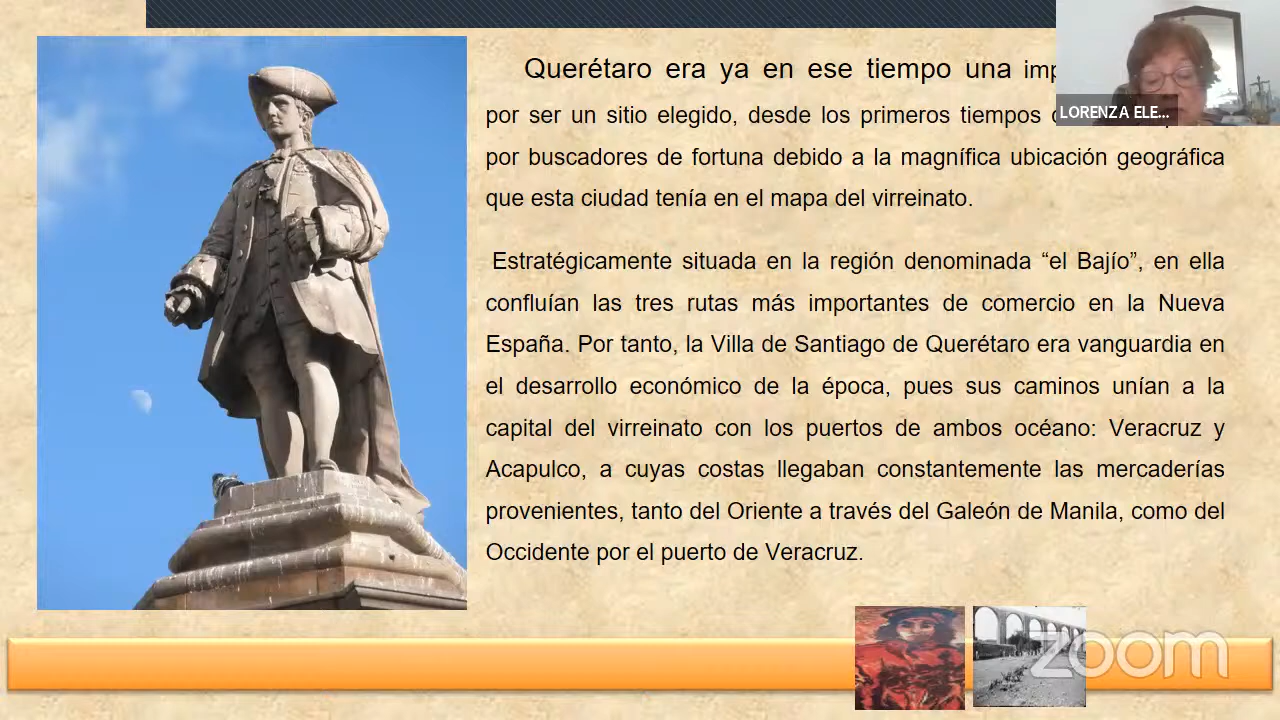 Querétaro era ya en ese tiempo una
por ser un sitio elegido, desde los primeros tiempos
por buscadores de fortuna debido a la magnífica ubicación geográfica
que esta ciudad tenía en el mapa del virreinato.
Estratégicamente situada en la región denominada “el Bajío”, en ella
confluían las tres rutas más importantes de comercio en la Nueva
España. Por tanto, la Villa de Santiago de Querétaro era vanguardia en
el desarrollo económico de la época, pues sus caminos unían a la
capital del virreinato con los puertos de ambos océano: Veracruz y
Acapulco, a cuyas costas llegaban constantemente las mercaderías
provenientes, tanto del Oriente a través del Galeón de Manila, como del
Occidente por el puerto de Veracruz.
LORENZA ELE...
zoom